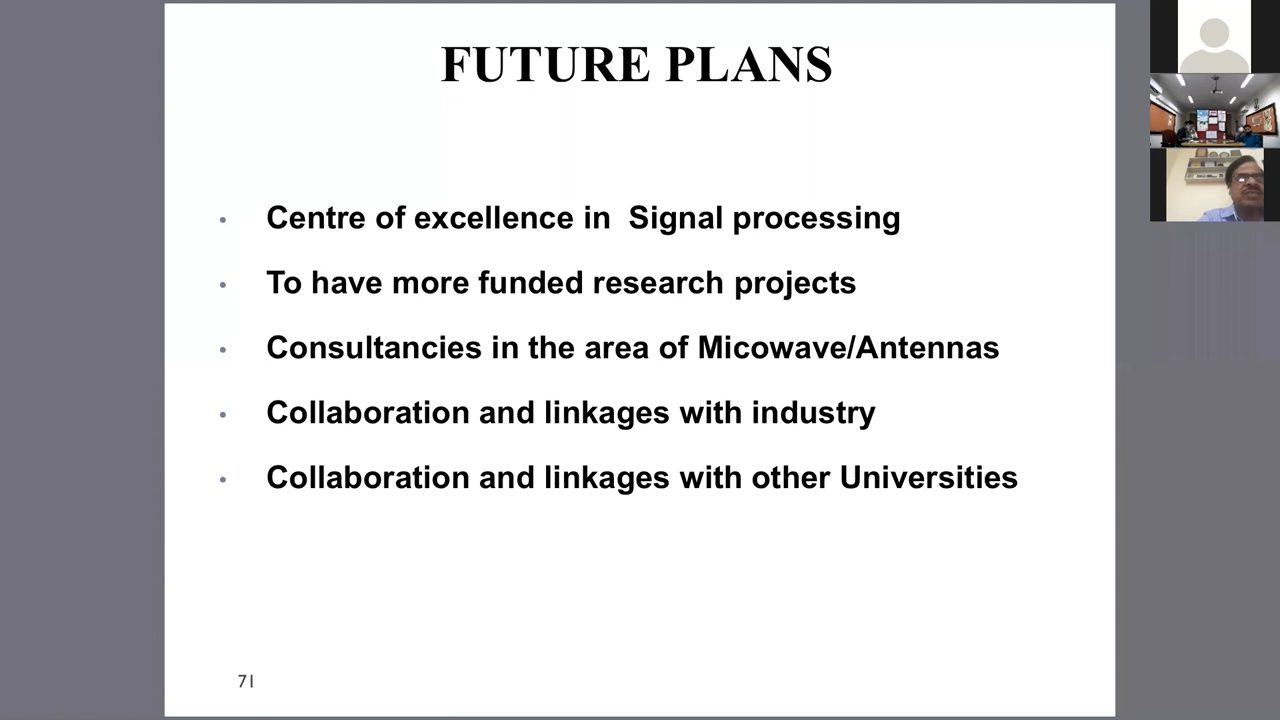 FUTURE PLANS
• Centre of excellence in Signal processing
• To have more funded research projects
• Consultancies in the area of Micowave/Antennas
• Collaboration and linkages with industry
• Collaboration and linkages with other Universities
71